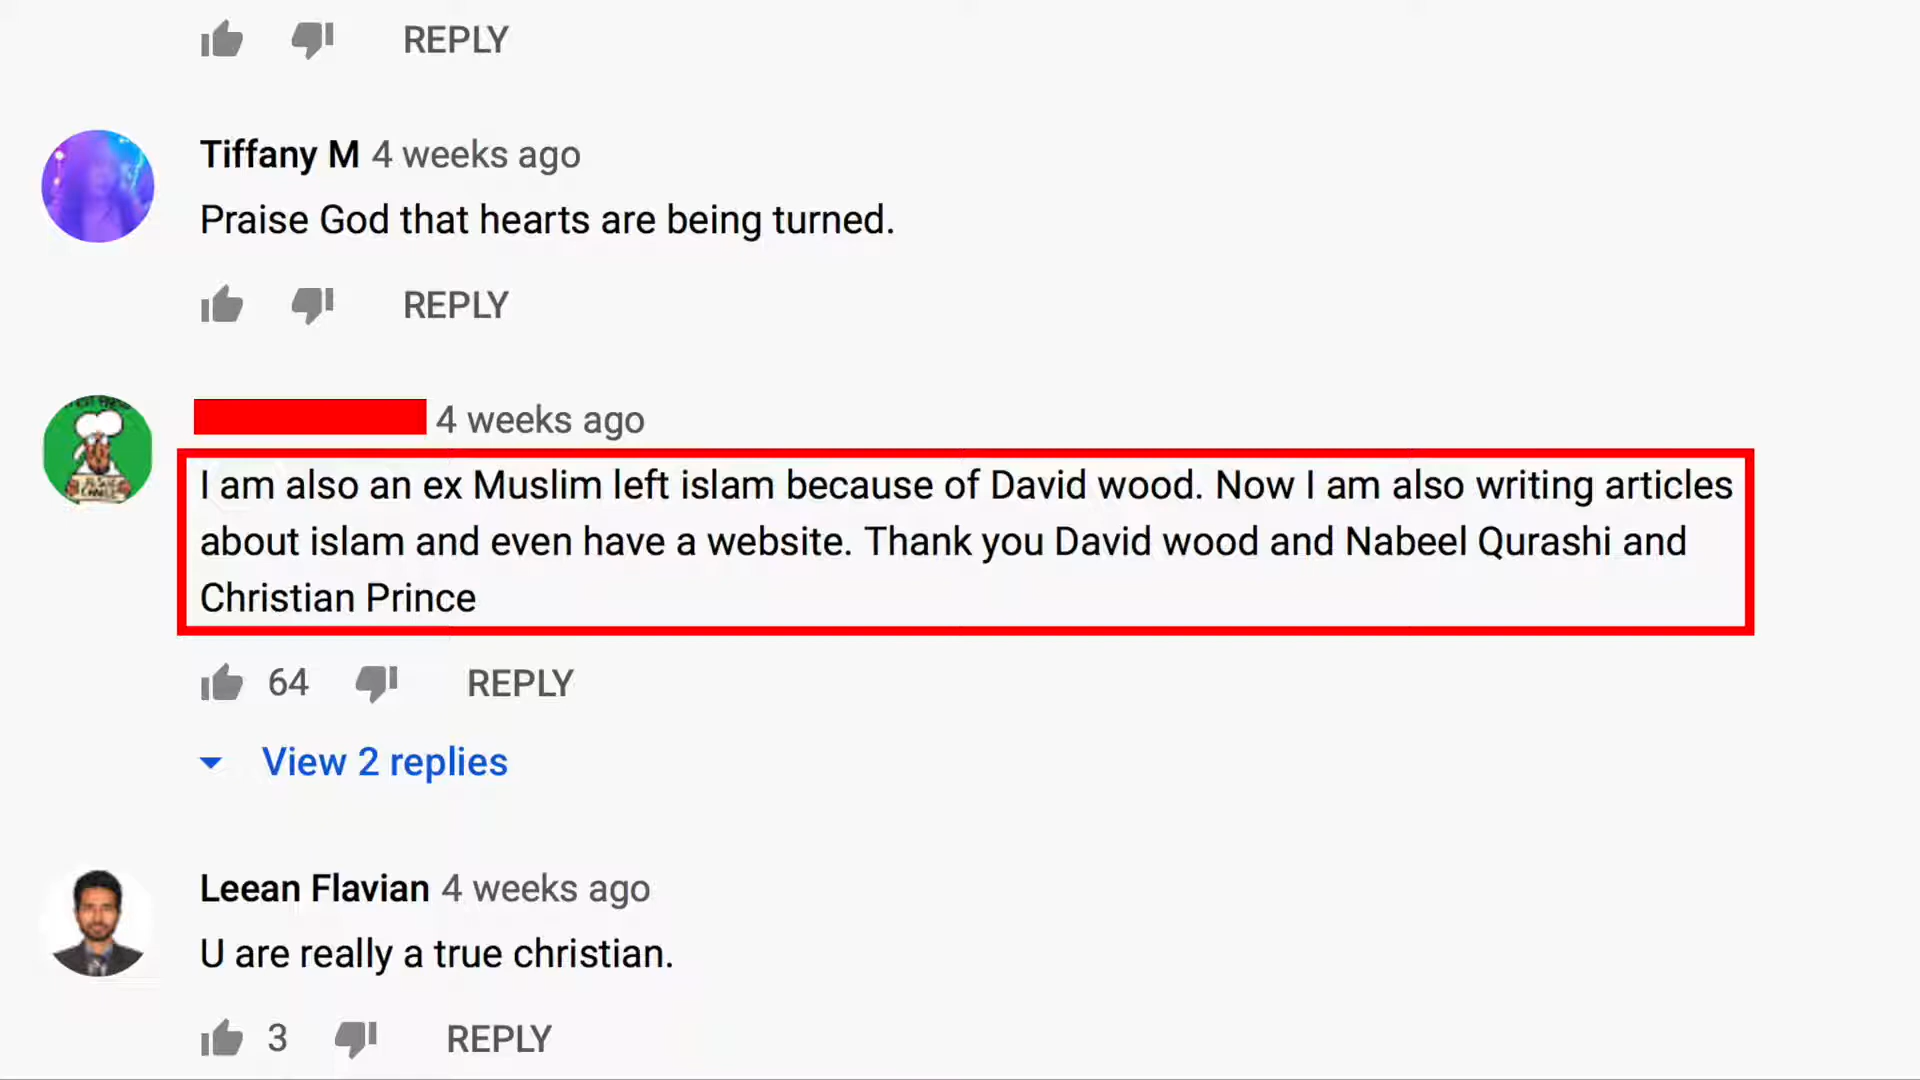 REPLY
Tiffany M 4 weeks ago
Praise God that hearts are being turned.
REPLY
4 weeks ago
I am also an ex Muslim left islam because of David wood. Now I am also writing articles
about islam and even have a website. Thank you David wood and Nabeel Qurashi and
Christian Prince
64 REPLY
View 2 replies
Leean Flavian 4 weeks ago
U are really a true christian.
3 REPLY